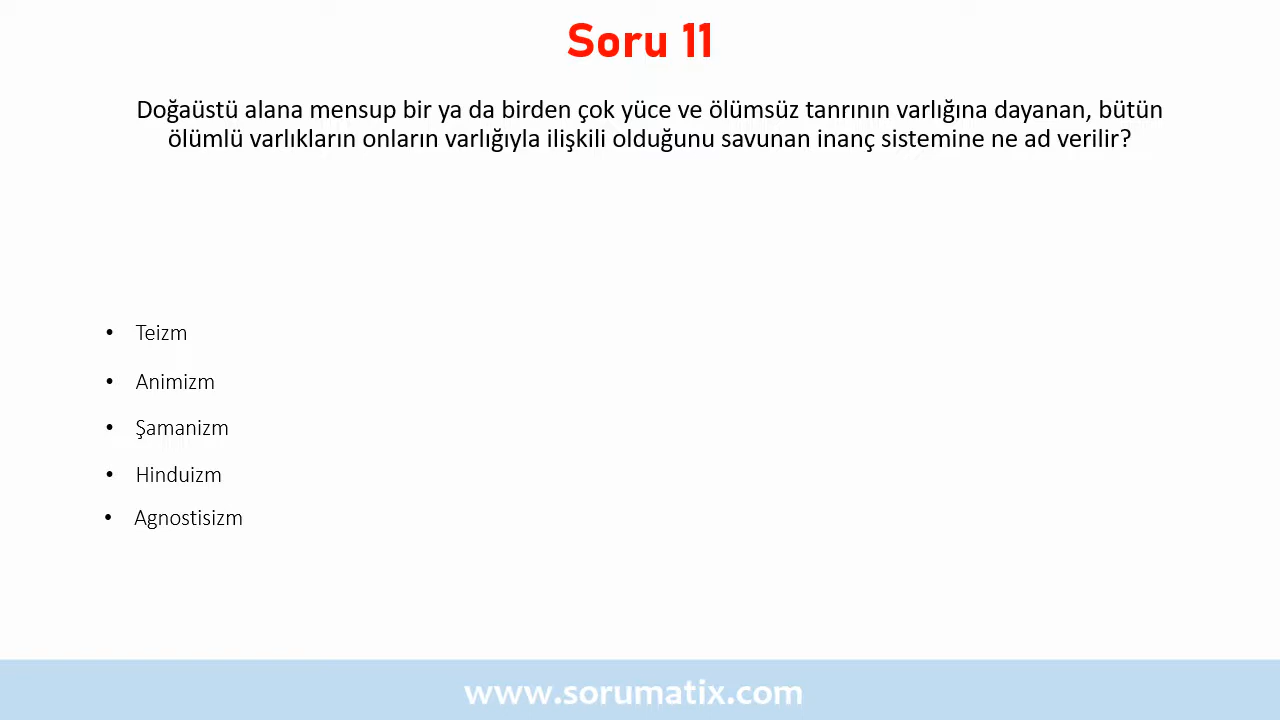 Soru 11
Doğaüstü alana mensup bir ya da birden çok yüce ve ölümsüz tanrının varlığına dayanan, bütün
ölümlü varlıkların onların varlığıyla ilişkili olduğunu savunan inanç sistemine ne ad verilir?
• Teizm
• Animizm
• Şamanizm
• Hinduizm
• Agnostisizm
www.sorumatix.com